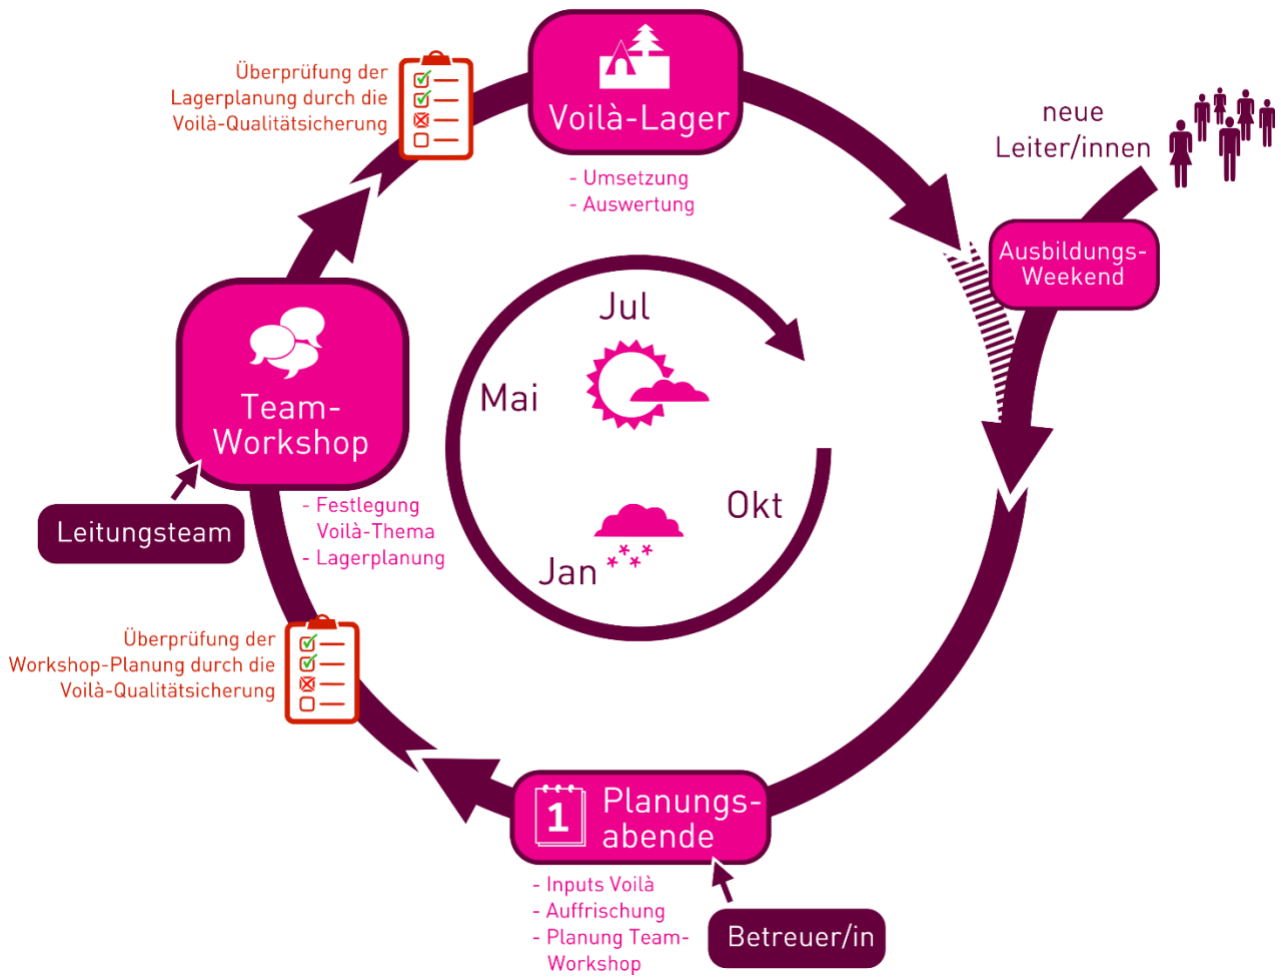 Überprüfung der
Lagerplanung durch die
Voilà-Qualitätsicherung
Voilà-Lager
- Umsetzung
- Auswertung
neue
Leiter/innen
Ausbildungs-
Weekend
Jul
Mai
Okt
Jan
Team-
Workshop
Leitungsteam
- Festlegung
Voilà-Thema
- Lagerplanung
Überprüfung der
Workshop-Planung durch die
Voilà-Qualitätsicherung
1
Planungs-
abende
- Inputs Voilà
- Auffrischung
- Planung Team-
Workshop
Betreuer/in